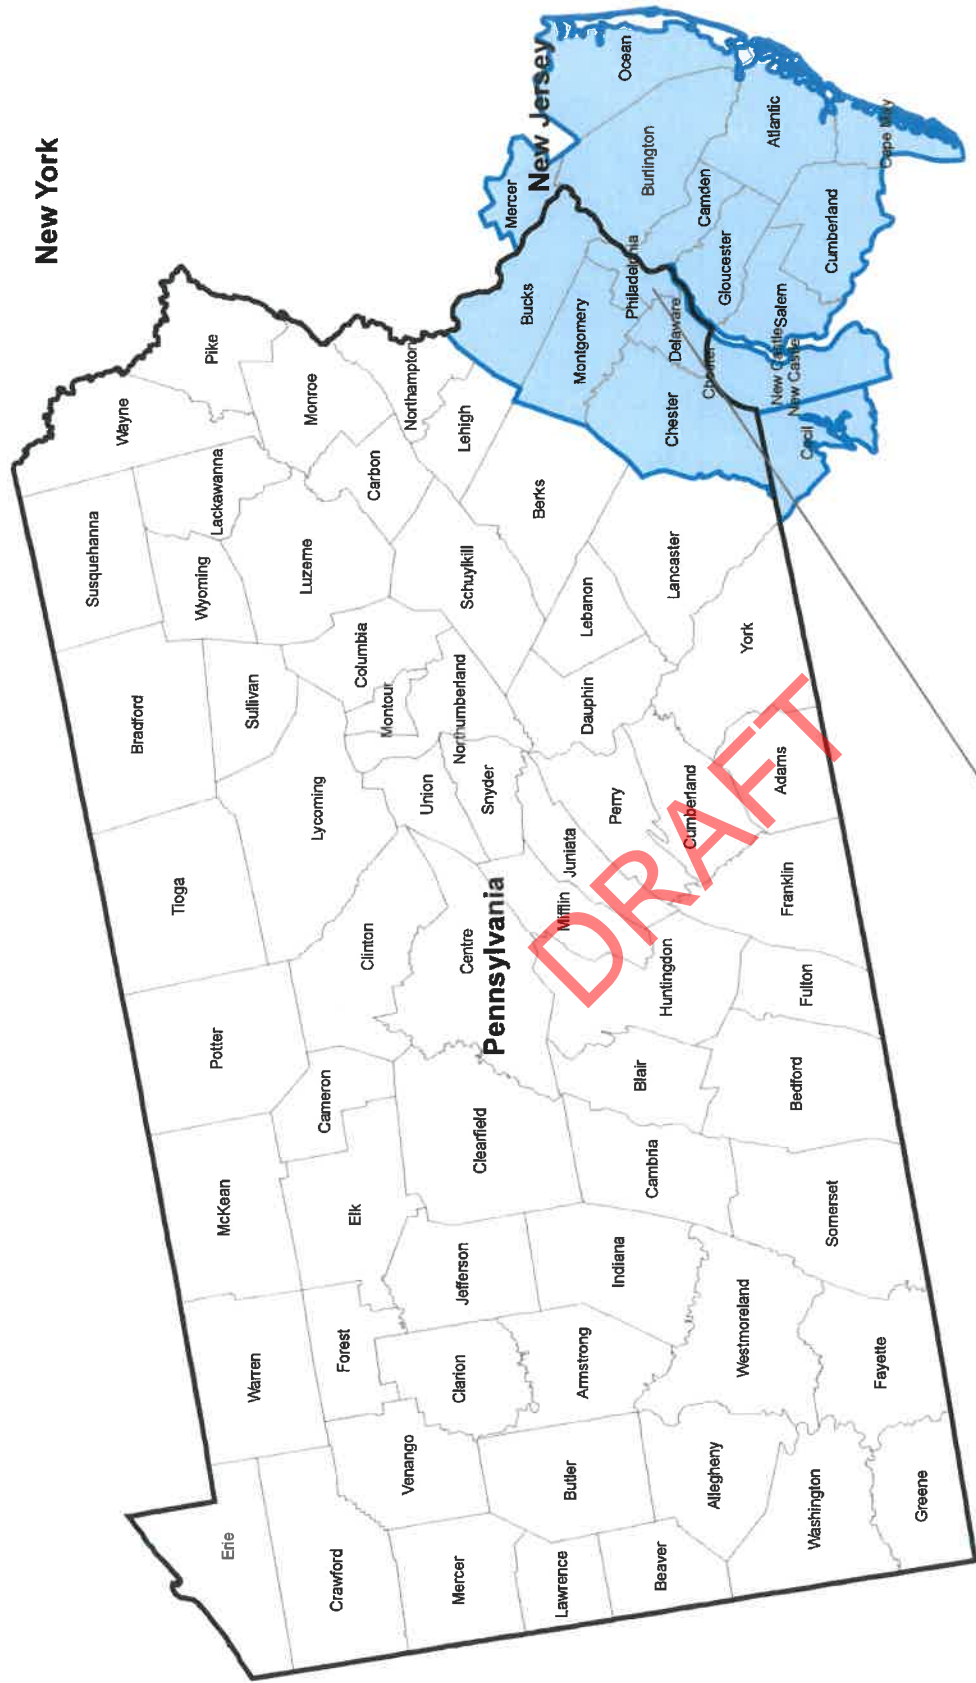 New York
Pennsylvania
New Jersey
Erie
Crawford
Mercer
Lawrence
Beaver
Washington
Greene
Warren
Forest
Venango
Butler
Allegheny
Fayette
McKean
Elk
Clarion
Jefferson
Armstrong
Indiana
Westmoreland
Somerset
Potter
Cameron
Clearfield
Cambria
Blair
Bedford
Tioga
Clinton
Centre
Huntingdon
Fulton
Franklin
Lycoming
Union
Snyder
Mifflin
Juniata
Perry
Cumberland
Adams
Bradford
Sullivan
Columbia
Montour
Northumberland
Dauphin
York
Susquehanna
Wyoming
Lackawanna
Luzerne
Schuylkill
Lebanon
Lancaster
Wayne
Pike
Monroe
Carbon
Northampton
Lehigh
Berks
Bucks
Montgomery
Philadelphia
Delaware
Chester
Chester
Mercer
Ocean
Burlington
Camden
Gloucester
Atlantic
Salem
Cumberland
Cape May
New Castle
New Castle
Cecil
DRAFT